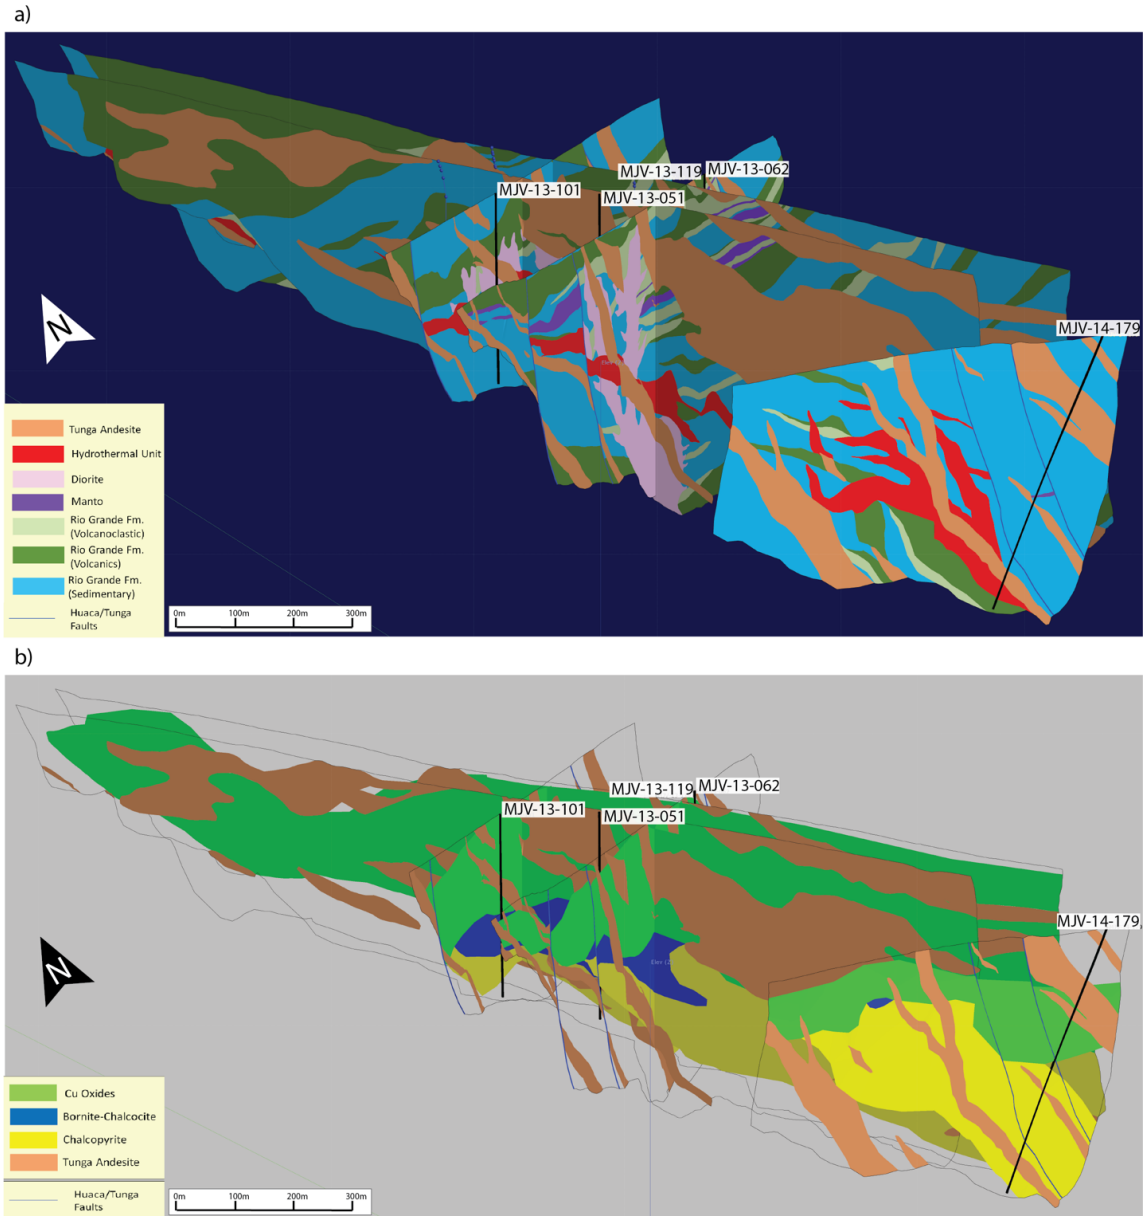 a)
MJV-13-119
MJV-13-062
MJV-13-101
MJV-13-051
MJV-14-179
N
Tunga Andesite
Hydrothermal Unit
Diorite
Manto
Rio Grande Fm.
(Volcanoclastic)
Rio Grande Fm.
(Volcanics)
Rio Grande Fm.
(Sedimentary)
Huaca/Tunga
Faults
0m 100m 200m 300m
b)
MJV-13-119
MJV-13-062
MJV-13-101
MJV-13-051
MJV-14-179
N
Cu Oxides
Bornite-Chalcocite
Chalcopyrite
Tunga Andesite
Huaca/Tunga
Faults
0m 100m 200m 300m